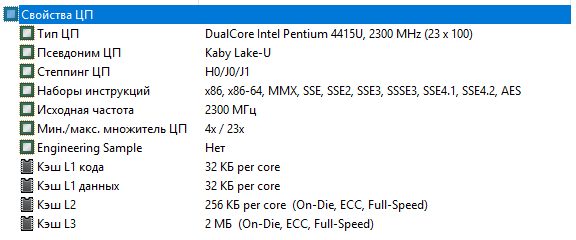 Свойства ЦП
Тип ЦП DualCore Intel Pentium 4415U, 2300 MHz (23 x 100)
Псевдоним ЦП Kaby Lake-U
Степпинг ЦП H0/J0/J1
Наборы инструкций x86, x86-64, MMX, SSE, SSE2, SSE3, SSSE3, SSE4.1, SSE4.2, AES
Исходная частота 2300 МГц
Мин./макс. множитель ЦП 4x / 23x
Engineering Sample Нет
Кэш L1 кода 32 КБ per core
Кэш L1 данных 32 КБ per core
Кэш L2 256 КБ per core (On-Die, ECC, Full-Speed)
Кэш L3 2 МБ (On-Die, ECC, Full-Speed)